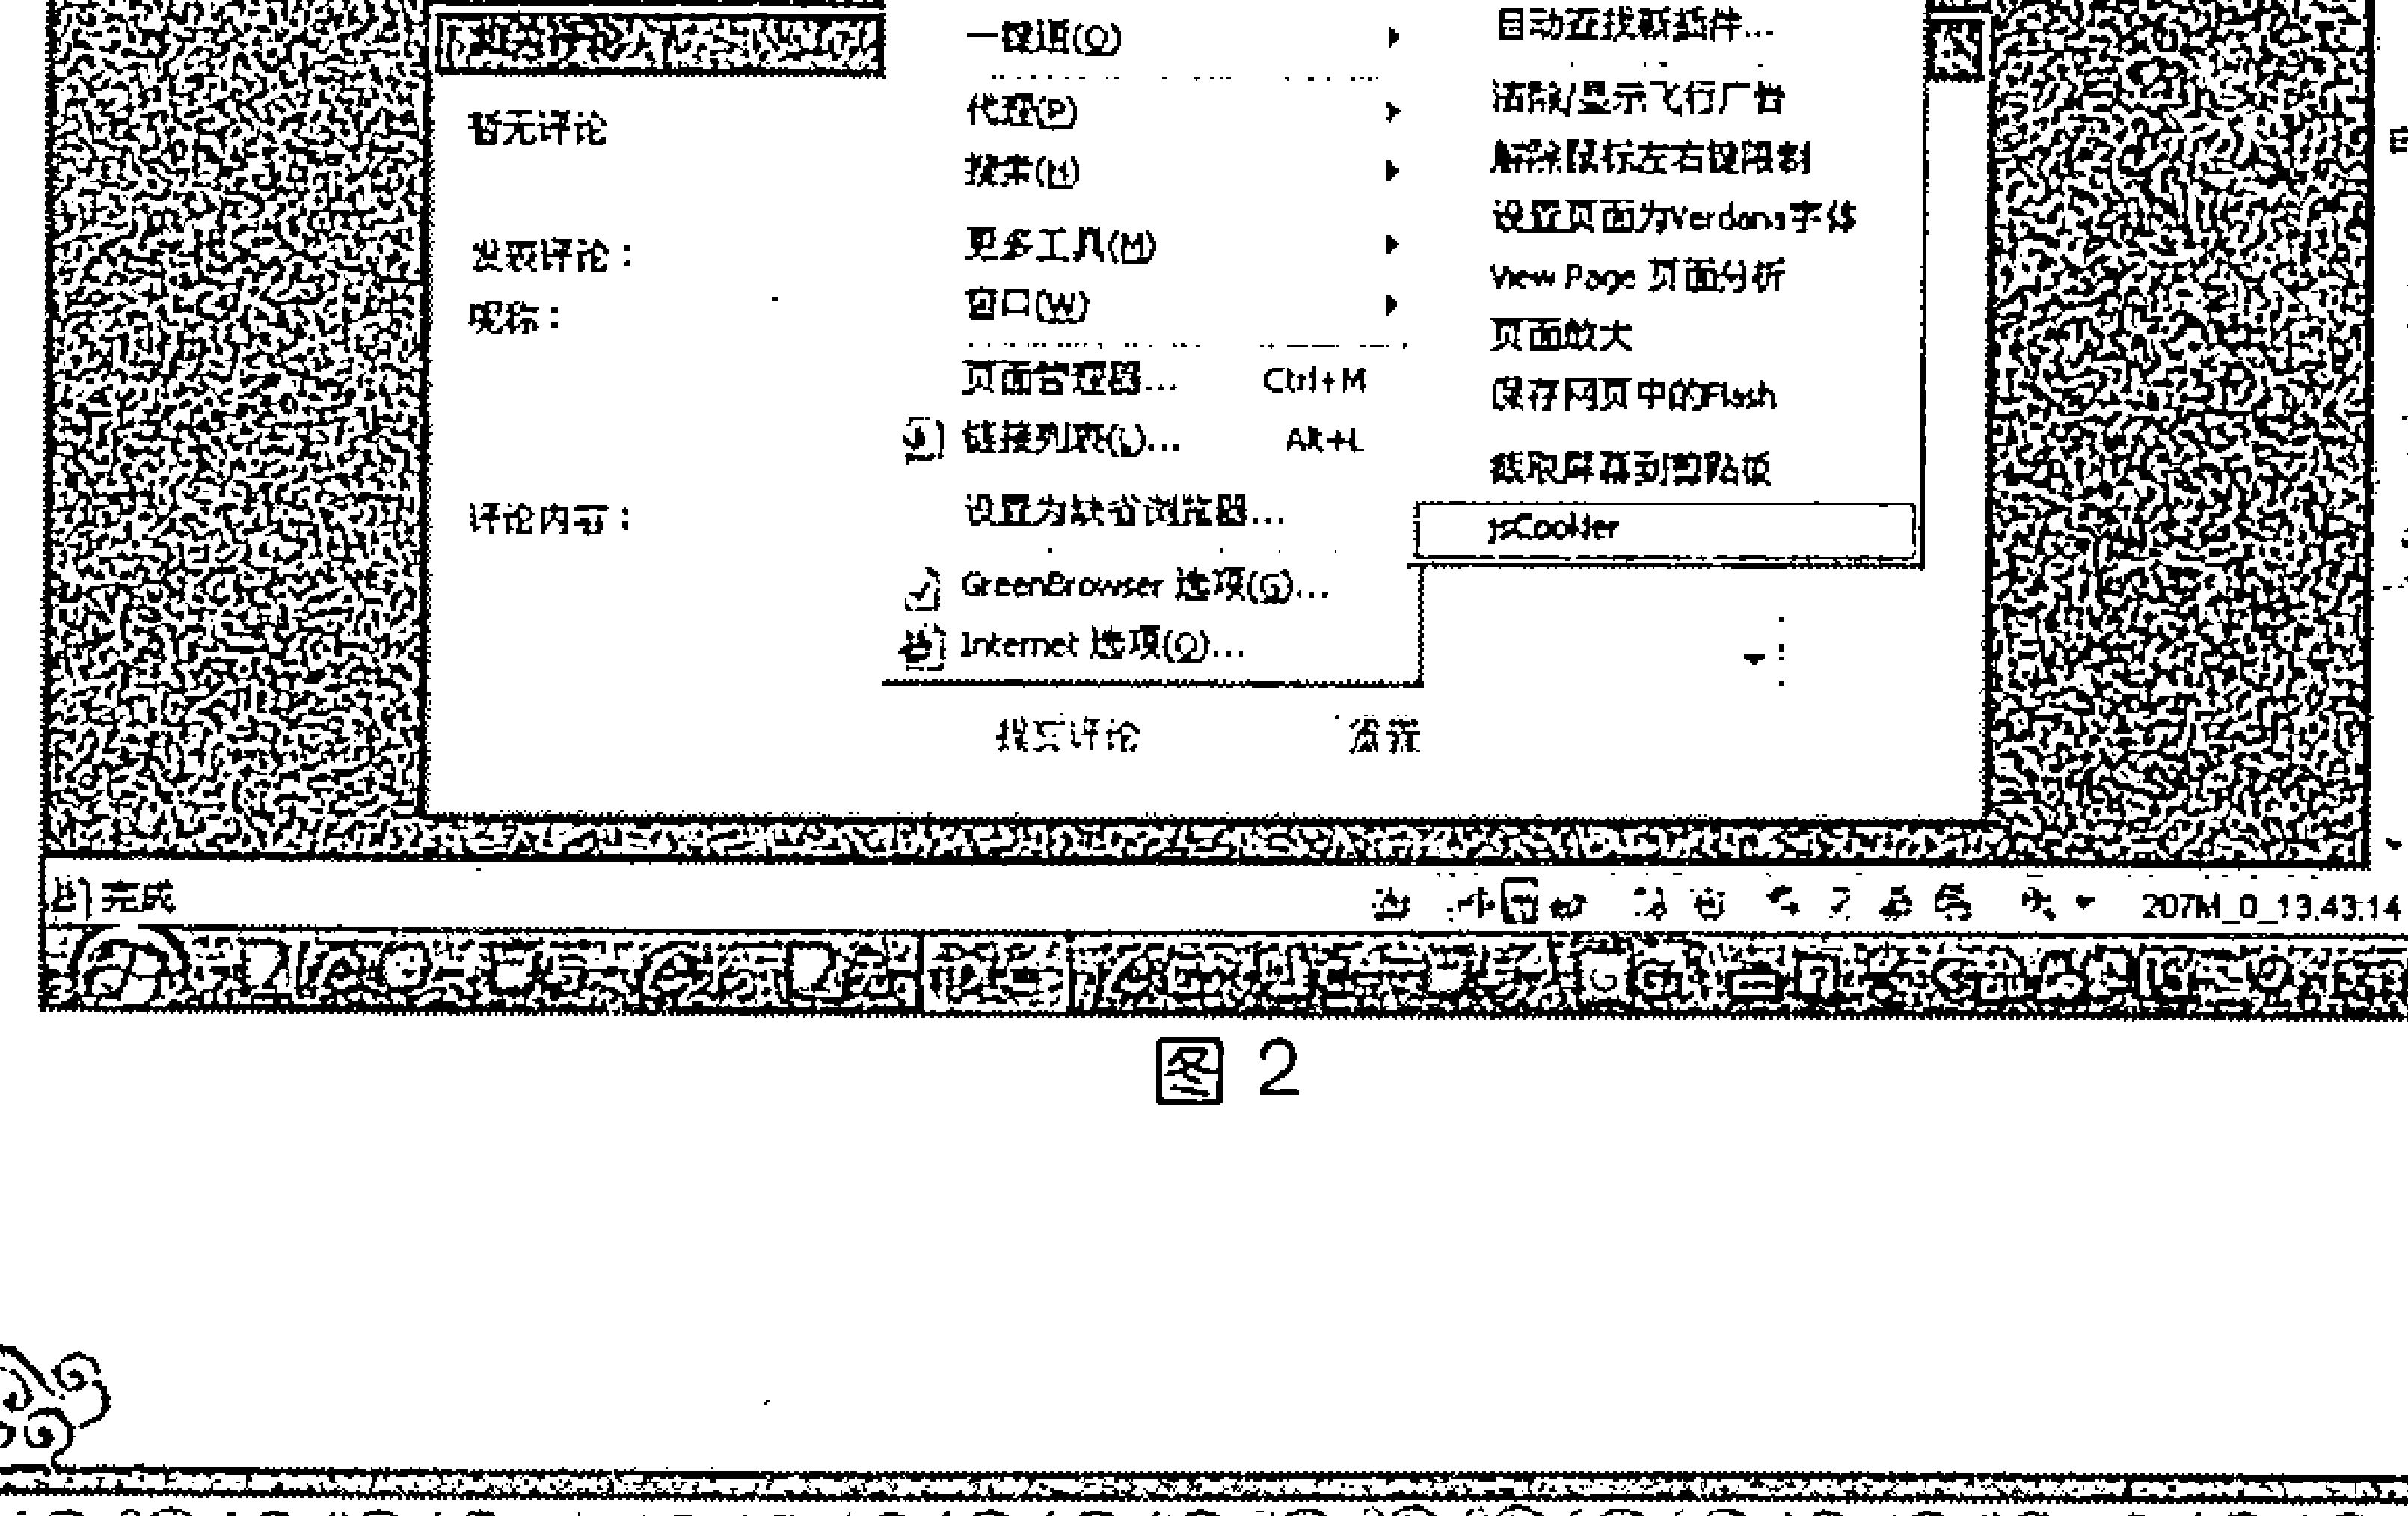 暂无评论
发表评论：
昵称：
评论内容：
一键通(Q)
代理(P)
搜索(H)
更多工具(M)
窗口(W)
页面管理器... Ctrl+M
链接列表(L)... Alt+L
设置为缺省浏览器...
GreenBrowser 选项(G)...
Internet 选项(O)...
自动查找新插件...
清除/显示飞行广告
解除鼠标左右键限制
设置页面为Verdana字体
View Page 页面分析
页面放大
保存网页中的Flash
截取屏幕到剪贴板
jsCookier
评论
完成
207M_0_13:43:14
图 2